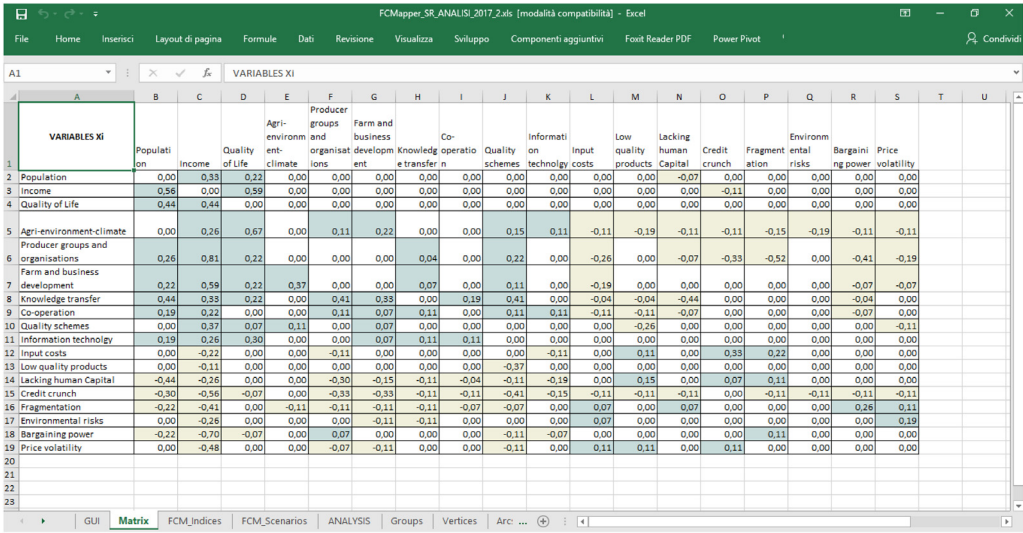 FCMapper_SR_ANALISI_2017_2.xls [modalità compatibilità] - Excel
File Home Inserisci Layout di pagina Formule Dati Revisione Visualizza Sviluppo Componenti aggiuntivi Foxit Reader PDF Power Pivot Condividi
A1 fx VARIABLES Xi
A B C D E F G H I J K L M N O P Q R S T U
Producer
Agri- groups Farm and
environm and business Co- Informati Low Lacking Environm
VARIABLES Xi Populati Quality ent- organisat developm Knowledg operatio Quality on Input quality human Credit Fragment ental Bargaini Price
1 on Income of Life climate ions ent e transfer n schemes technolgy costs products Capital crunch ation risks ng power volatility
2 Population 0,00 0,33 0,22 0,00 0,00 0,00 0,00 0,00 0,00 0,00 0,00 0,00 -0,07 0,00 0,00 0,00 0,00 0,00
3 Income 0,56 0,00 0,59 0,00 0,00 0,00 0,00 0,00 0,00 0,00 0,00 0,00 0,00 -0,11 0,00 0,00 0,00 0,00
4 Quality of Life 0,44 0,44 0,00 0,00 0,00 0,00 0,00 0,00 0,00 0,00 0,00 0,00 0,00 0,00 0,00 0,00 0,00 0,00
5 Agri-environment-climate 0,00 0,26 0,67 0,00 0,11 0,22 0,00 0,00 0,15 0,11 -0,11 -0,19 -0,11 -0,11 -0,15 -0,19 -0,11 -0,11
Producer groups and
6 organisations 0,26 0,81 0,22 0,00 0,00 0,00 0,04 0,00 0,22 0,00 -0,26 0,00 -0,07 -0,33 -0,52 0,00 -0,41 -0,19
Farm and business
7 development 0,22 0,59 0,22 0,37 0,00 0,00 0,07 0,00 0,11 0,00 -0,19 0,00 0,00 0,00 0,00 0,00 -0,07 -0,07
8 Knowledge transfer 0,44 0,33 0,22 0,00 0,41 0,33 0,00 0,19 0,41 0,00 -0,04 -0,04 -0,44 0,00 0,00 0,00 -0,04 0,00
9 Co-operation 0,19 0,22 0,00 0,00 0,11 0,07 0,11 0,00 0,11 0,11 -0,11 -0,11 -0,07 0,00 0,00 0,00 -0,07 0,00
10 Quality schemes 0,00 0,37 0,07 0,11 0,00 0,07 0,00 0,00 0,00 0,00 0,00 -0,26 0,00 0,00 0,00 0,00 0,00 -0,11
11 Information technolgy 0,19 0,26 0,30 0,00 0,00 0,07 0,11 0,11 0,00 0,00 0,00 0,00 0,00 0,00 0,00 0,00 0,00 0,00
12 Input costs 0,00 -0,22 0,00 0,00 -0,11 0,00 0,00 0,00 0,00 -0,11 0,00 0,11 0,00 0,33 0,22 0,00 0,00 0,00
13 Low quality products 0,00 -0,11 0,00 0,00 0,00 0,00 0,00 0,00 -0,37 0,00 0,00 0,00 0,00 0,00 0,00 0,00 0,00 0,00
14 Lacking human Capital -0,44 -0,26 0,00 0,00 -0,30 -0,15 -0,11 -0,04 -0,11 -0,19 0,00 0,15 0,00 0,07 0,11 0,00 0,00 0,00
15 Credit crunch -0,30 -0,56 -0,07 0,00 -0,33 -0,33 -0,11 -0,11 -0,41 -0,15 -0,11 -0,11 -0,11 0,00 -0,11 -0,11 -0,11 -0,11
16 Fragmentation -0,22 -0,41 0,00 -0,11 -0,11 -0,11 -0,11 -0,07 -0,07 0,00 0,07 0,00 0,07 0,00 0,00 0,00 0,26 0,11
17 Environmental risks 0,00 -0,26 0,00 0,00 0,00 -0,11 -0,11 0,00 0,00 0,00 0,07 0,00 0,00 0,00 0,00 0,00 0,00 0,19
18 Bargaining power -0,22 -0,70 -0,07 0,00 0,07 0,00 0,00 0,00 -0,11 -0,07 0,00 0,00 0,00 0,00 0,11 0,00 0,00 0,00
19 Price volatility 0,00 -0,48 0,00 0,00 -0,07 -0,11 0,00 0,00 -0,11 0,00 0,11 0,11 0,00 0,11 0,00 0,00 0,00 0,00
20
21
22
23
GUI Matrix FCM_Indices FCM_Scenarios ANALYSIS Groups Vertices Arc: ...